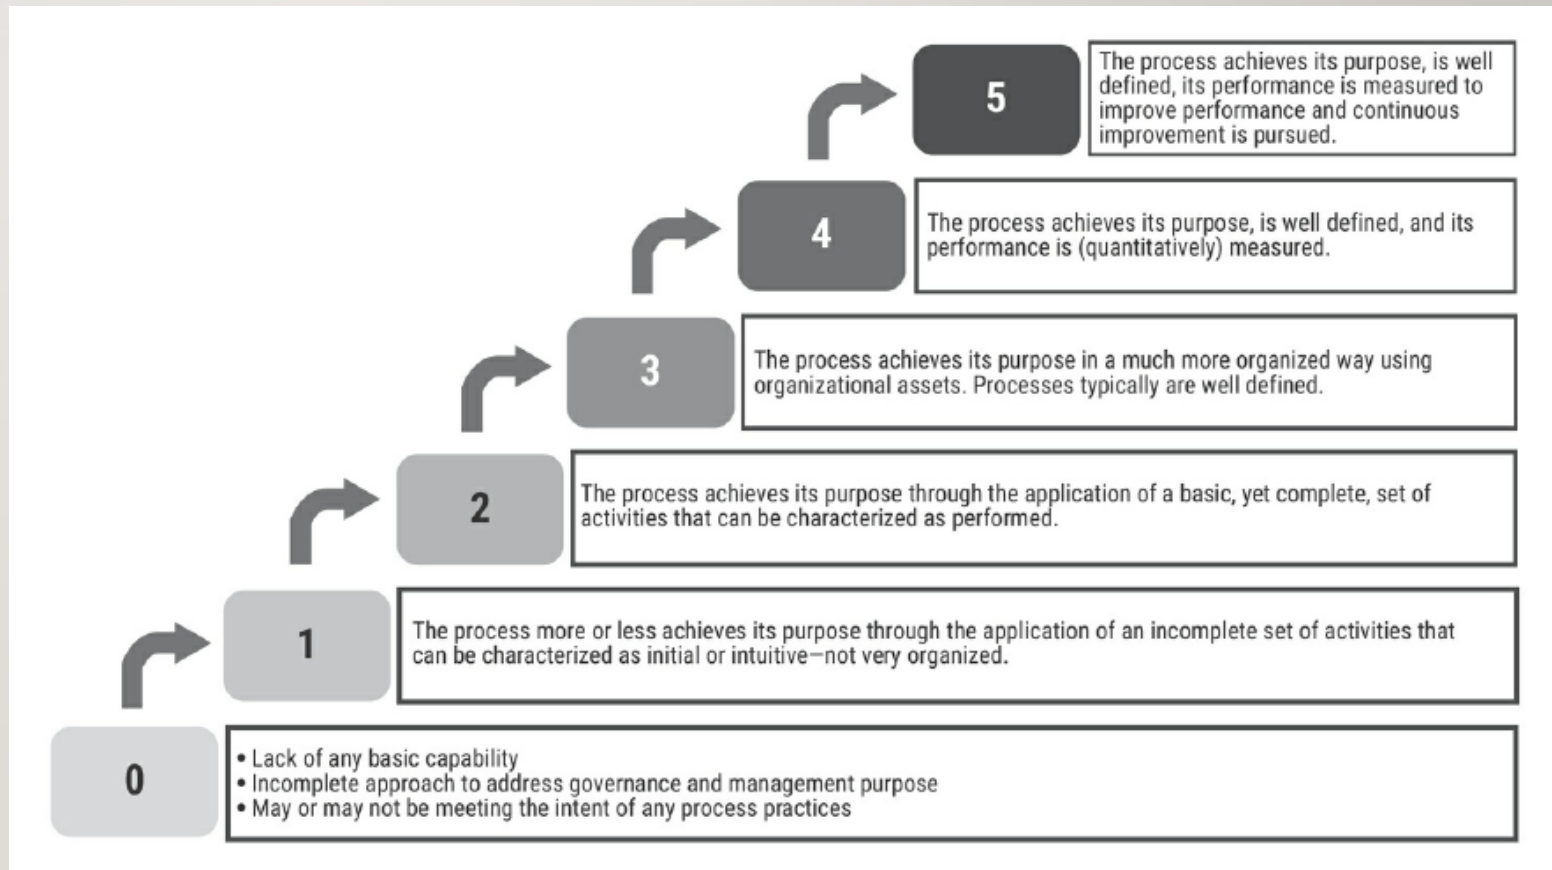 5
The process achieves its purpose, is well
defined, its performance is measured to
improve performance and continuous
improvement is pursued.
4
The process achieves its purpose, is well defined, and its
performance is (quantitatively) measured.
3
The process achieves its purpose in a much more organized way using
organizational assets. Processes typically are well defined.
2
The process achieves its purpose through the application of a basic, yet complete, set of
activities that can be characterized as performed.
1
The process more or less achieves its purpose through the application of an incomplete set of activities that
can be characterized as initial or intuitive—not very organized.
0
• Lack of any basic capability
• Incomplete approach to address governance and management purpose
• May or may not be meeting the intent of any process practices